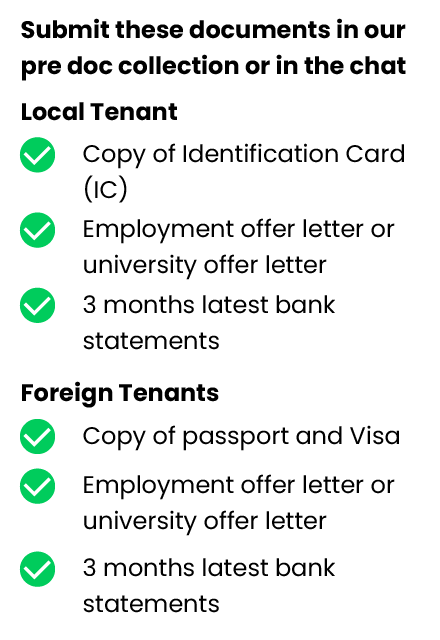 Submit these documents in our
pre doc collection or in the chat
Local Tenant
Copy of Identification Card
(IC)
Employment offer letter or
university offer letter
3 months latest bank
statements
Foreign Tenants
Copy of passport and Visa
Employment offer letter or
university offer letter
3 months latest bank
statements